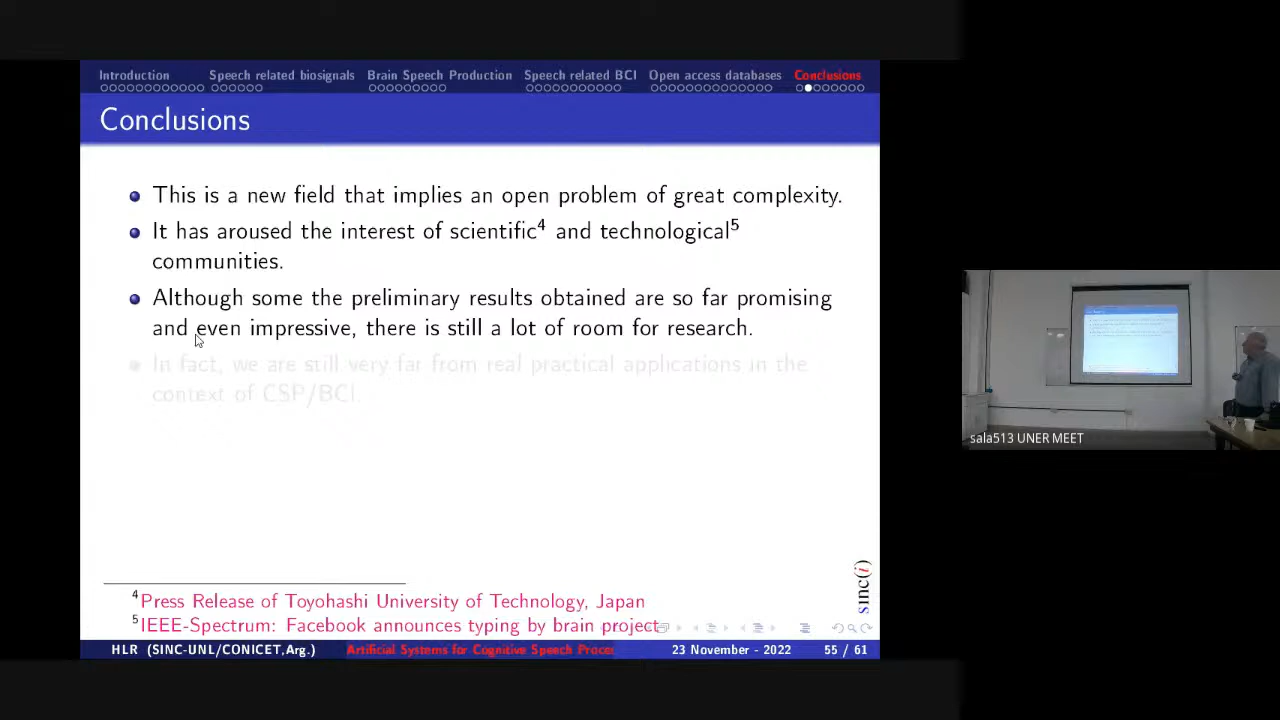 Introduction Speech related biosignals Brain Speech Production Speech related BCI Open access databases Conclusions
Conclusions
This is a new field that implies an open problem of great complexity.
It has aroused the interest of scientific4 and technological5
communities.
Although some the preliminary results obtained are so far promising
and even impressive, there is still a lot of room for research.
In fact, we are still very far from real practical applications in the
context of CSP/BCI.
4Press Release of Toyohashi University of Technology, Japan
5IEEE-Spectrum: Facebook announces typing by brain project
sinc(i)
HLR (SINC-UNL/CONICET,Arg.) Artificial Systems for Cognitive Speech Proces 23 November - 2022 55 / 61
sala513 UNER MEET